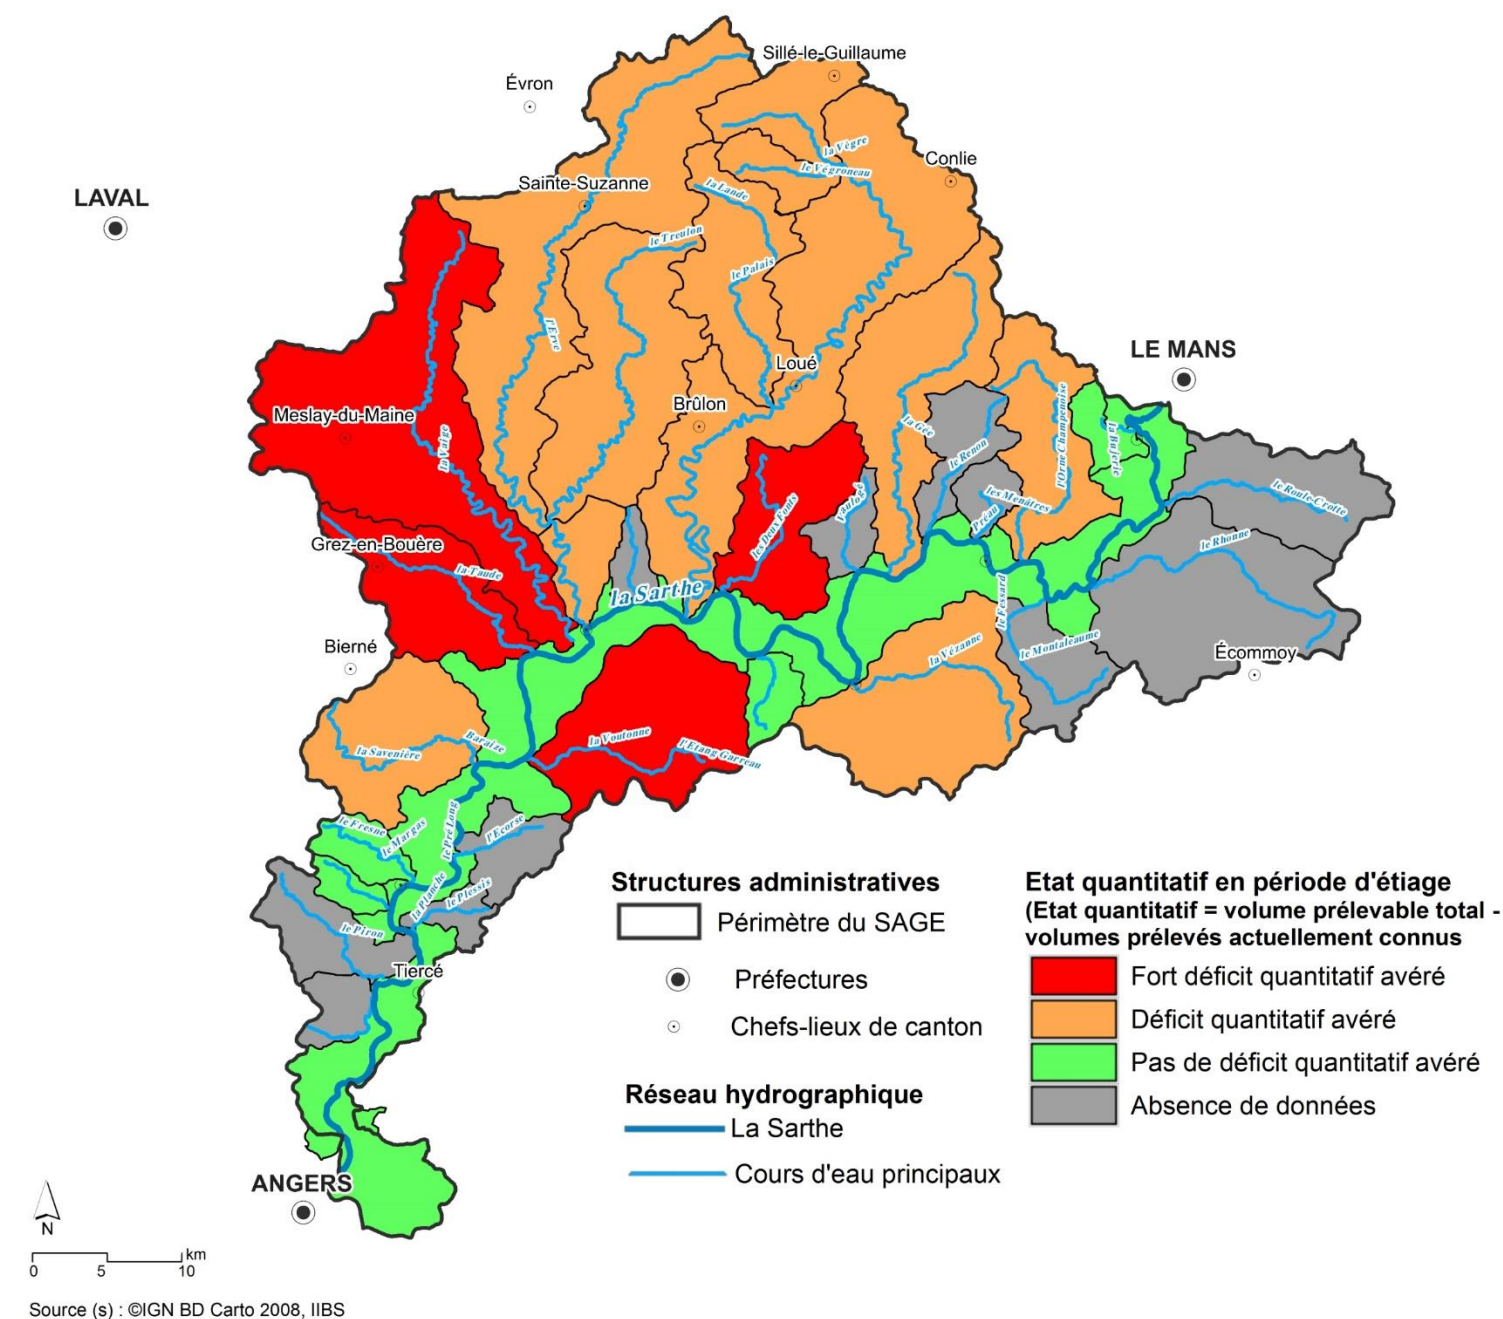 Sillé-le-Guillaume
Évron
la Vègre
Conlie
le Végroneau
Sainte-Suzanne
la Lande
LAVAL
le Treulon
le Palais
l'Erve
LE MANS
Loué
Brûlon
l'Orne Champenoise
Meslay-du-Maine
la Gée
la Vaige
le Renon
le Roule-Crotte
les Menâtres
les Deux Fonts
Préau
le Rhonne
Grez-en-Bouère
la Taude
la Sarthe
le Fessard
Bierné
la Vézanne
le Montaleaume
Écommoy
la Voutonne
Baraize
la Savenière
l'Etang Garreau
le Fresne
le Margas
le Pré Long
l'Ecorse
la Planche
le Plessis
le Piron
Tiercé
ANGERS
Structures administratives
Périmètre du SAGE
Préfectures
Chefs-lieux de canton
Réseau hydrographique
La Sarthe
Cours d'eau principaux
Etat quantitatif en période d'étiage
(Etat quantitatif = volume prélevable total -
volumes prélevés actuellement connus
Fort déficit quantitatif avéré
Déficit quantitatif avéré
Pas de déficit quantitatif avéré
Absence de données
N
km
0 5 10
Source (s) : ©IGN BD Carto 2008, IIBS